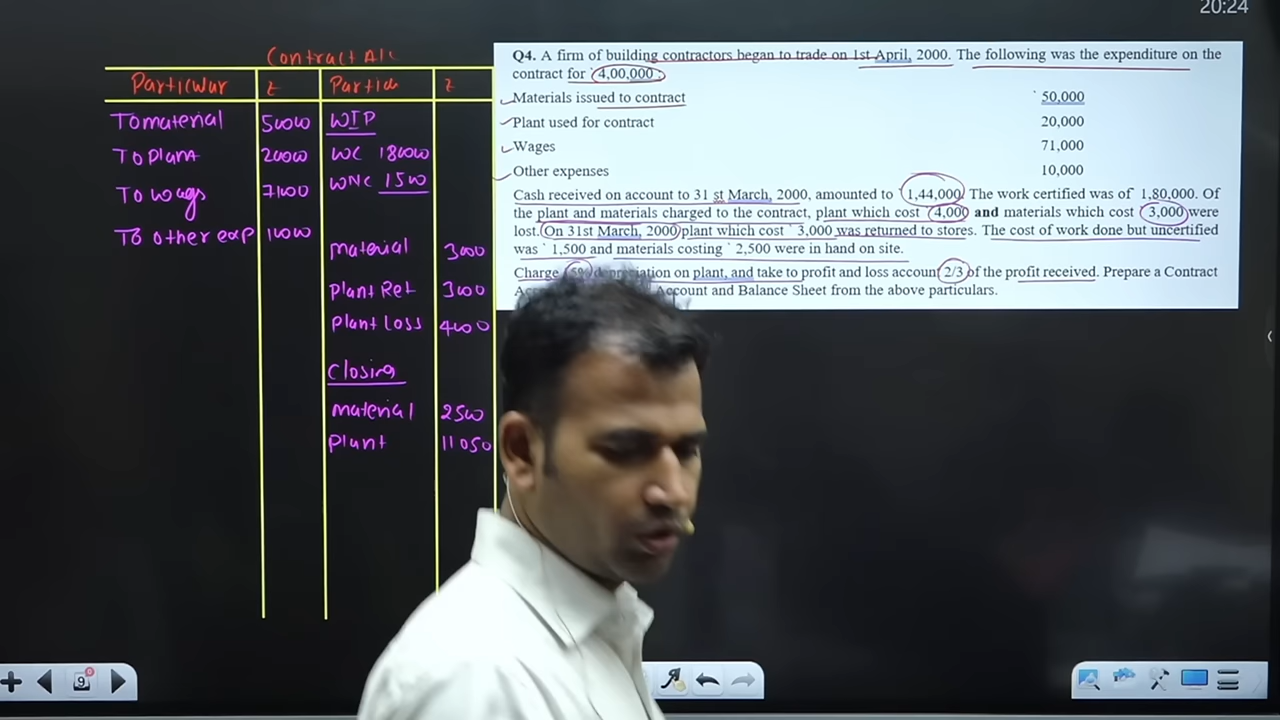 20:24
Contract A/c
Particular ₹ Particu ₹
To material 50000 WIP
To plant 20000 WC 180000
To wages 71000 WNC 1500
To other exp 10000
material 3000
Plant Ret 3000
Plant Loss 4000
Closing
material 2500
Plant 11050
Q4. A firm of building contractors began to trade on 1st April, 2000. The following was the expenditure on the
contract for ` 4,00,000 .
Materials issued to contract ` 50,000
Plant used for contract 20,000
Wages 71,000
Other expenses 10,000
Cash received on account to 31 st March, 2000, amounted to ` 1,44,000. The work certified was of 1,80,000. Of
the plant and materials charged to the contract, plant which cost ` 4,000 and materials which cost ` 3,000 were
lost. On 31st March, 2000 plant which cost ` 3,000 was returned to stores. The cost of work done but uncertified
was ` 1,500 and materials costing ` 2,500 were in hand on site.
Charge 5% depreciation on plant, and take to profit and loss account 2/3 of the profit received. Prepare a Contract
Account and Balance Sheet from the above particulars.
9